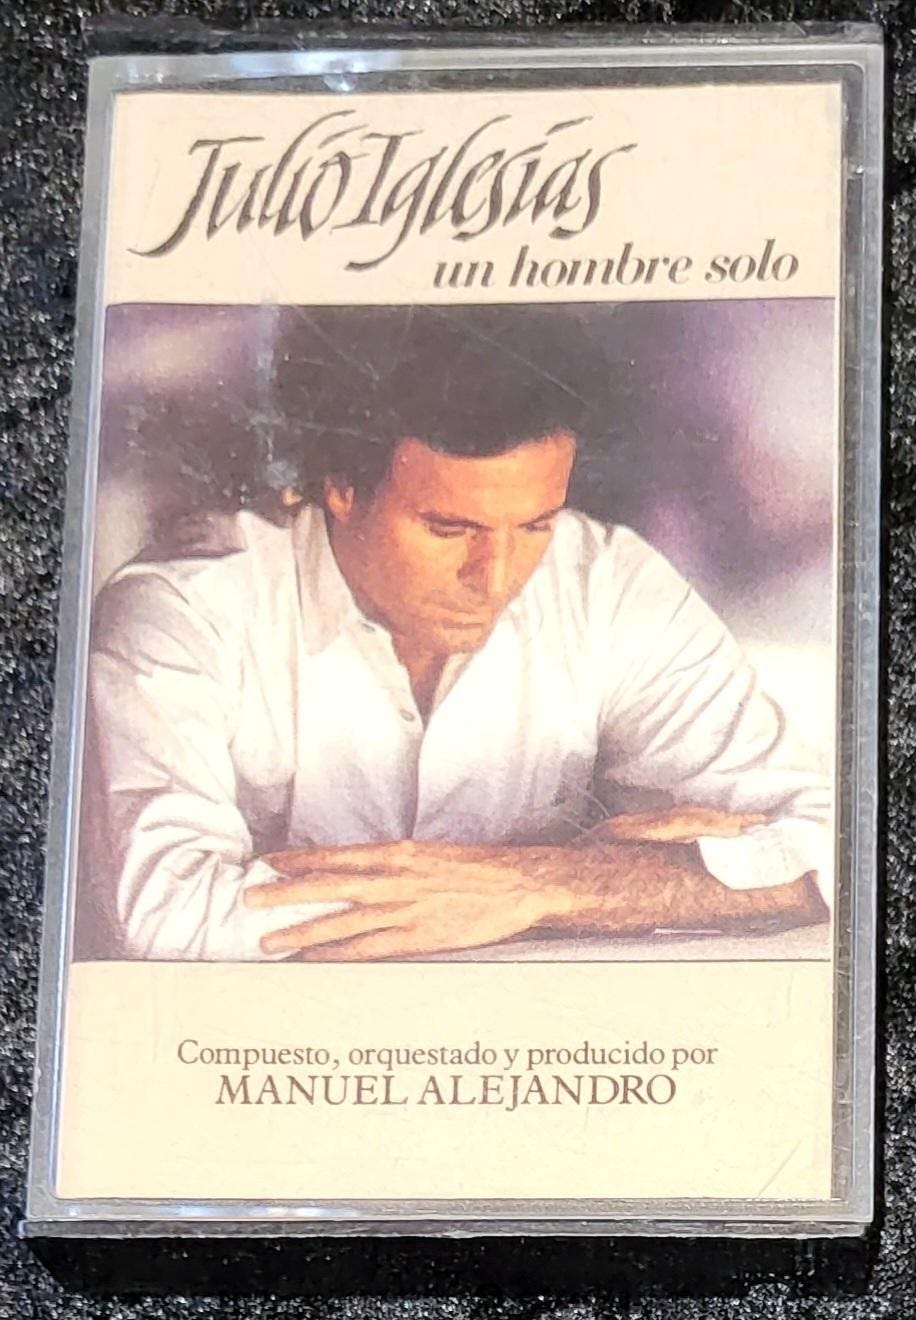 Julio Iglesias
un hombre solo
Compuesto, orquestado y producido por
MANUEL ALEJANDRO